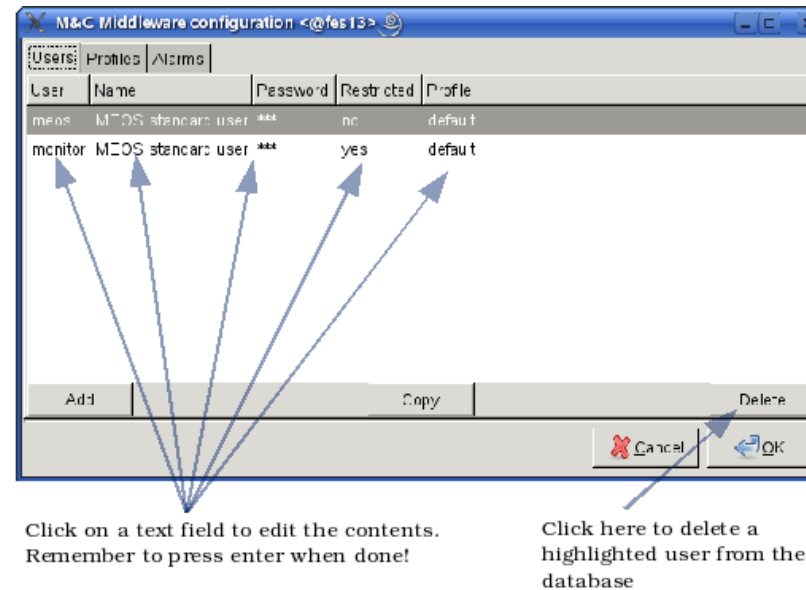 M&C Middleware configuration <@fes13>
Users Profiles Alarms
User Name Password Restricted Profile
meos MEOS standard user *** no default
monitor MEOS standard user *** yes default
Add Copy Delete
Cancel OK
Click on a text field to edit the contents.
Remember to press enter when done!
Click here to delete a
highlighted user from the
database